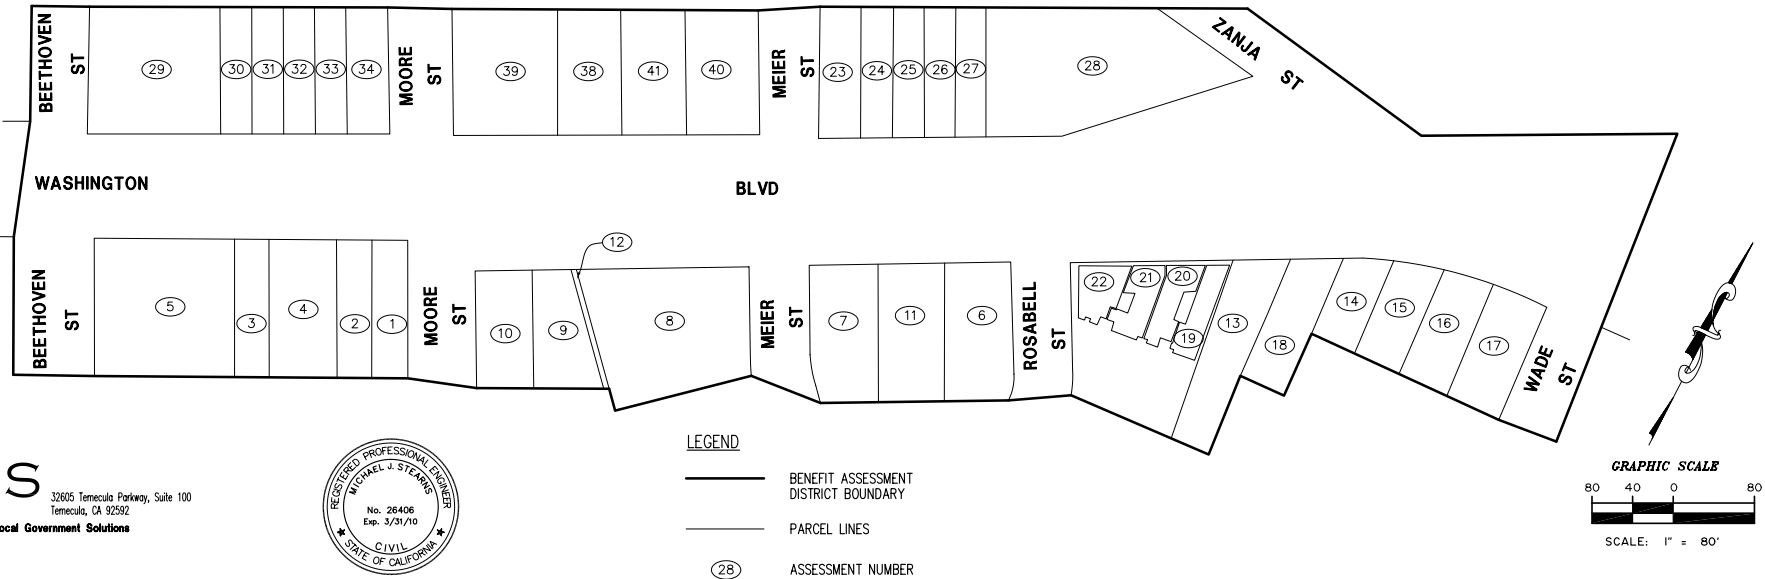 BEETHOVEN ST
29
30
31
32
33
34
MOORE ST
39
38
41
40
MEIER ST
23
24
25
26
27
28
ZANJA ST
WASHINGTON BLVD
BEETHOVEN ST
5
3
4
2
1
MOORE ST
10
9
12
8
MEIER ST
7
11
6
ROSABELL ST
22
21
20
19
13
18
14
15
16
17
WADE ST
S
32605 Temecula Parkway, Suite 100
Temecula, CA 92592
ocal Government Solutions
REGISTERED PROFESSIONAL ENGINEER
MICHAEL J. STEARNS
No. 26406
Exp. 3/31/10
CIVIL
STATE OF CALIFORNIA
LEGEND
BENEFIT ASSESSMENT
DISTRICT BOUNDARY
PARCEL LINES
28 ASSESSMENT NUMBER
GRAPHIC SCALE
80 40 0 80
SCALE: 1" = 80'